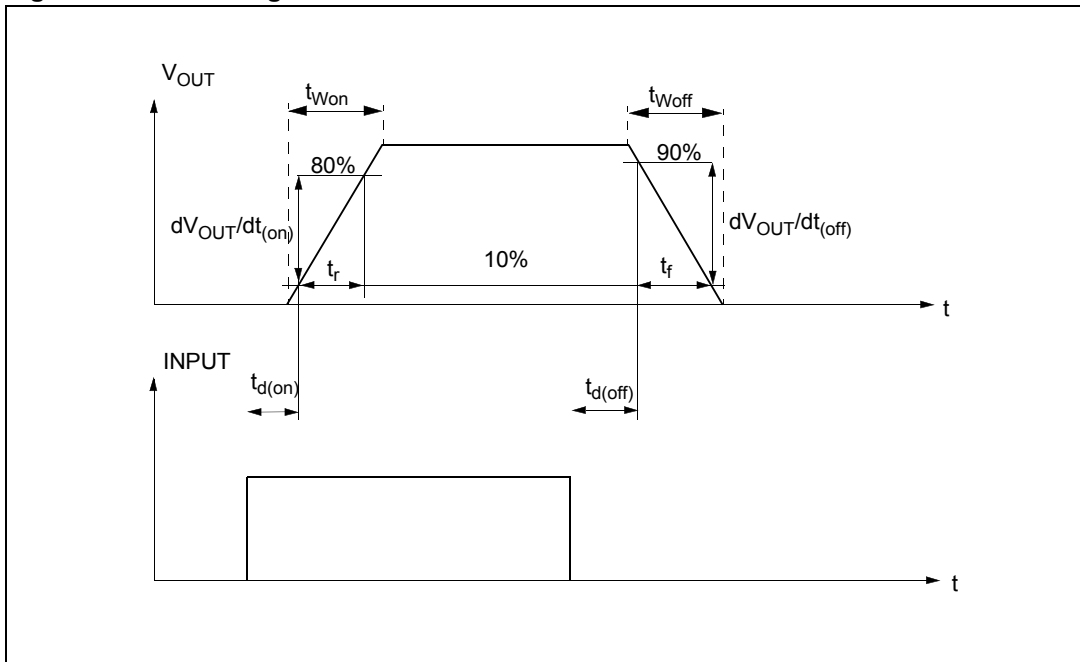 V_OUT
t_Won
t_Woff
80%
90%
dV_OUT/dt_(on)
dV_OUT/dt_(off)
t_r
10%
t_f
t
INPUT
t_d(on)
t_d(off)
t